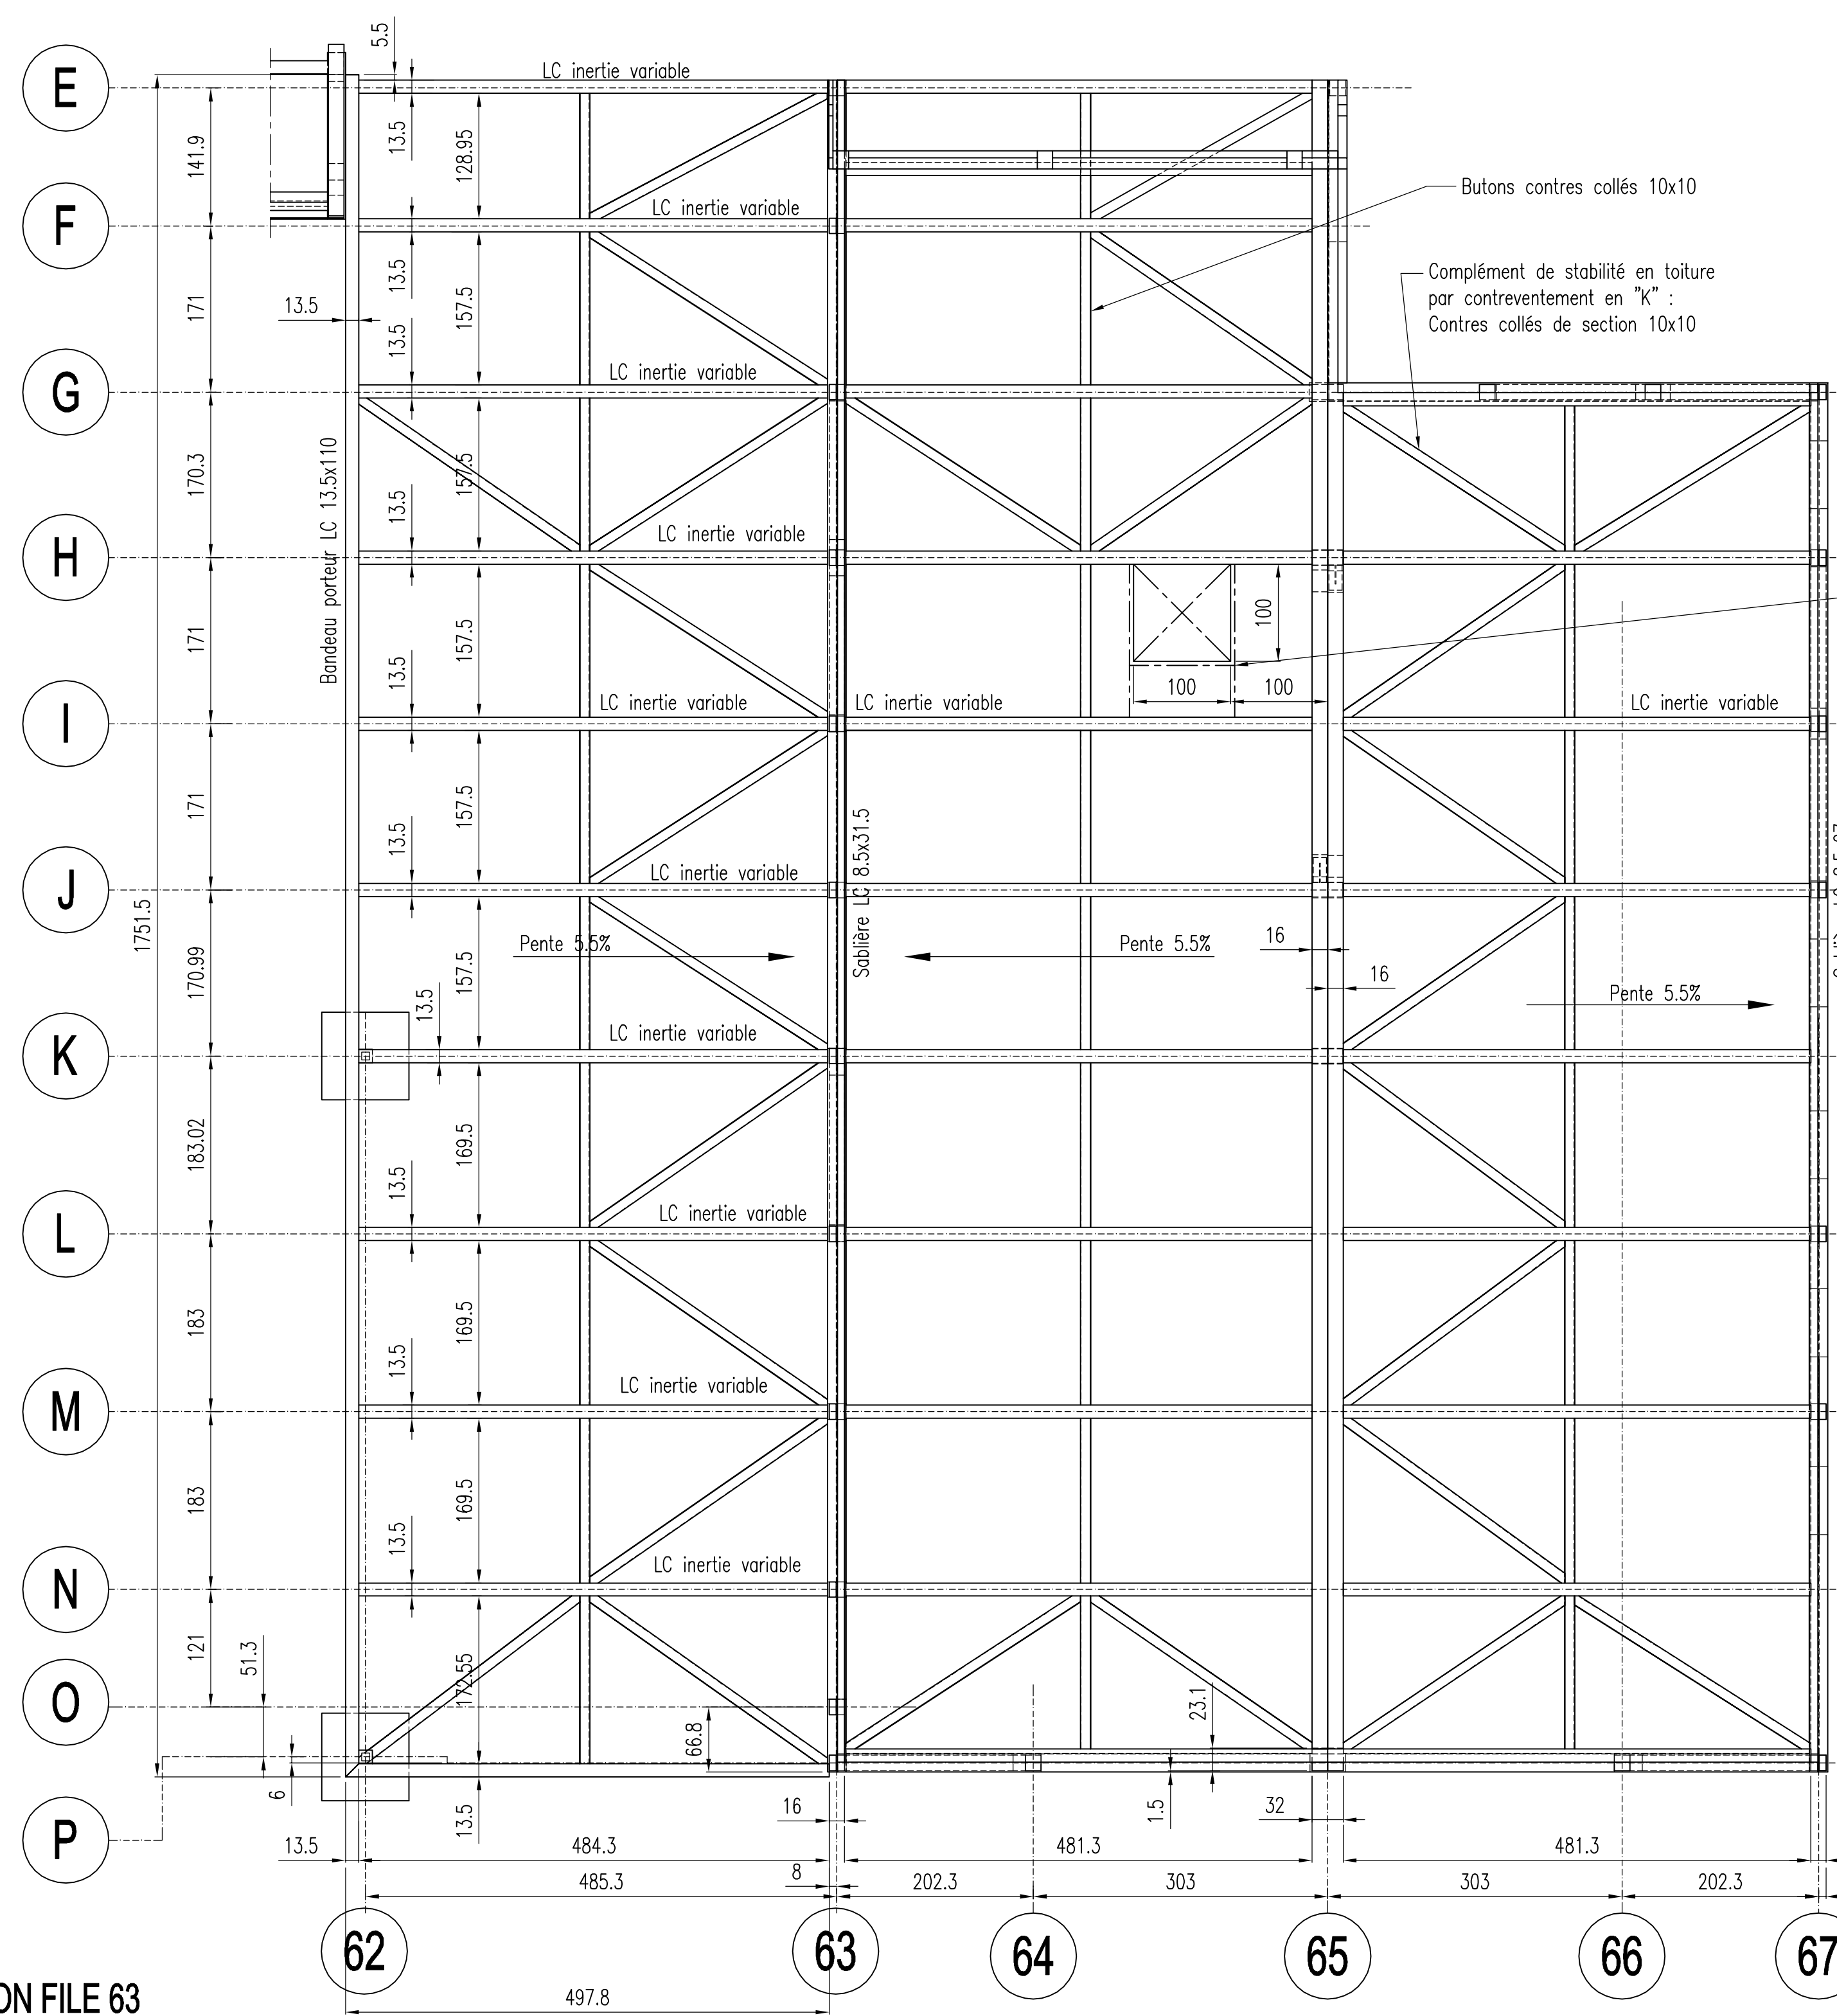 E
F
G
H
I
J
K
L
M
N
O
P
5.5
LC inertie variable
141.9
13.5
128.95
LC inertie variable
Butons contres collés 10x10
Complément de stabilité en toiture
par contreventement en "K" :
Contres collés de section 10x10
171
13.5
13.5
157.5
13.5
LC inertie variable
Bandeau porteur LC 13.5x110
170.3
13.5
157.5
LC inertie variable
171
13.5
157.5
100
100
100
LC inertie variable
LC inertie variable
LC inertie variable
1751.5
171
13.5
157.5
LC inertie variable
Sablière LC 8.5x31.5
Pente 5.5%
Pente 5.5%
16
16
Pente 5.5%
170.99
13.5
157.5
LC inertie variable
183.02
13.5
169.5
LC inertie variable
183
13.5
169.5
LC inertie variable
183
13.5
169.5
LC inertie variable
121
51.3
172.55
66.8
23.1
6
13.5
16
1.5
32
13.5
484.3
481.3
481.3
485.3
8
202.3
303
303
202.3
62
63
64
65
66
67
497.8
ON FILE 63